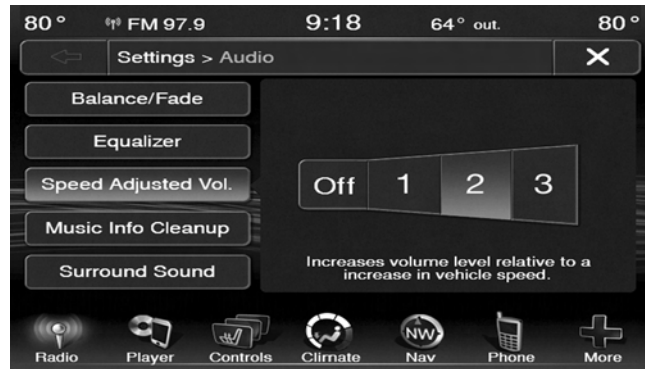 80° FM 97.9 9:18 64° out. 80°
Settings > Audio
Balance/Fade
Equalizer
Speed Adjusted Vol.
Music Info Cleanup
Surround Sound
Off 1 2 3
Increases volume level relative to a
increase in vehicle speed.
NW
Radio Player Controls Climate Nav Phone More